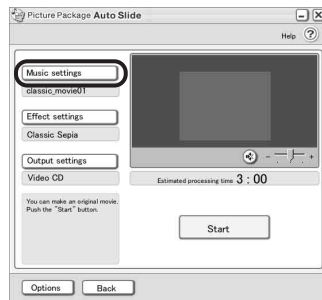 Picture Package Auto Slide
Help ?
Music settings
classic_movie01
Effect settings
Classic Sepia
Output settings
Video CD
Estimated processing time 3 : 00
You can make an original movie.
Push the "Start" button.
Start
Options
Back